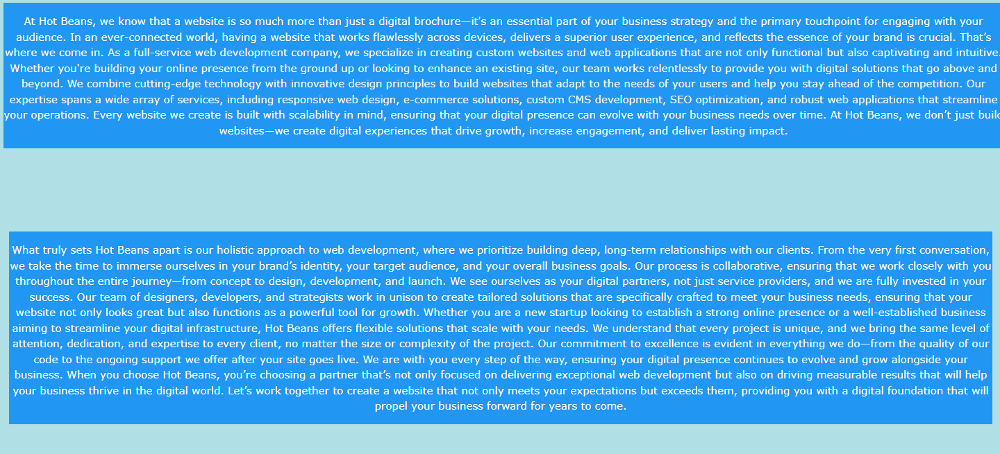 At Hot Beans, we know that a website is so much more than just a digital brochure—it's an essential part of your business strategy and the primary touchpoint for engaging with your
audience. In an ever-connected world, having a website that works flawlessly across devices, delivers a superior user experience, and reflects the essence of your brand is crucial. That’s
where we come in. As a full-service web development company, we specialize in creating custom websites and web applications that are not only functional but also captivating and intuitive.
Whether you're building your online presence from the ground up or looking to enhance an existing site, our team works relentlessly to provide you with digital solutions that go above and
beyond. We combine cutting-edge technology with innovative design principles to build websites that adapt to the needs of your users and help you stay ahead of the competition. Our
expertise spans a wide array of services, including responsive web design, e-commerce solutions, custom CMS development, SEO optimization, and robust web applications that streamline
your operations. Every website we create is built with scalability in mind, ensuring that your digital presence can evolve with your business needs over time. At Hot Beans, we don’t just build
websites—we create digital experiences that drive growth, increase engagement, and deliver lasting impact.
What truly sets Hot Beans apart is our holistic approach to web development, where we prioritize building deep, long-term relationships with our clients. From the very first conversation,
we take the time to immerse ourselves in your brand’s identity, your target audience, and your overall business goals. Our process is collaborative, ensuring that we work closely with you
throughout the entire journey—from concept to design, development, and launch. We see ourselves as your digital partners, not just service providers, and we are fully invested in your
success. Our team of designers, developers, and strategists work in unison to create tailored solutions that are specifically crafted to meet your business needs, ensuring that your
website not only looks great but also functions as a powerful tool for growth. Whether you are a new startup looking to establish a strong online presence or a well-established business
aiming to streamline your digital infrastructure, Hot Beans offers flexible solutions that scale with your needs. We understand that every project is unique, and we bring the same level of
attention, dedication, and expertise to every client, no matter the size or complexity of the project. Our commitment to excellence is evident in everything we do—from the quality of our
code to the ongoing support we offer after your site goes live. We are with you every step of the way, ensuring your digital presence continues to evolve and grow alongside your
business. When you choose Hot Beans, you’re choosing a partner that’s not only focused on delivering exceptional web development but also on driving measurable results that will help
your business thrive in the digital world. Let’s work together to create a website that not only meets your expectations but exceeds them, providing you with a digital foundation that will
propel your business forward for years to come.